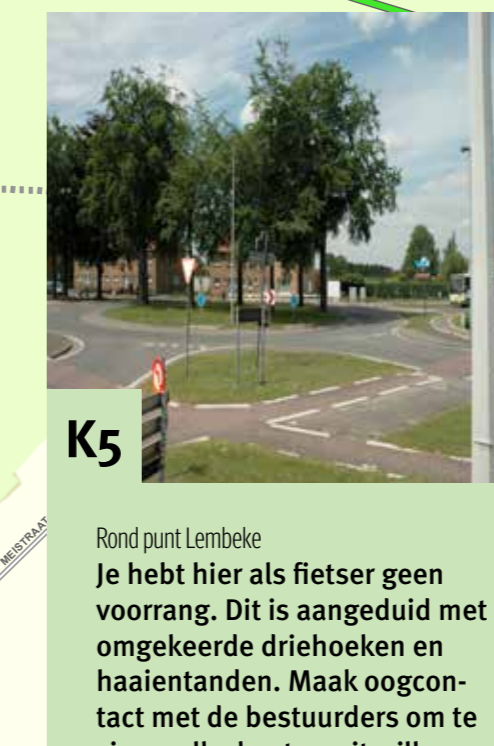 K5
MEISTRAAT
Rond punt Lembeke
Je hebt hier als fietser geen
voorrang. Dit is aangeduid met
omgekeerde driehoeken en
haaientanden. Maak oogcon-
tact met de bestuurders om te